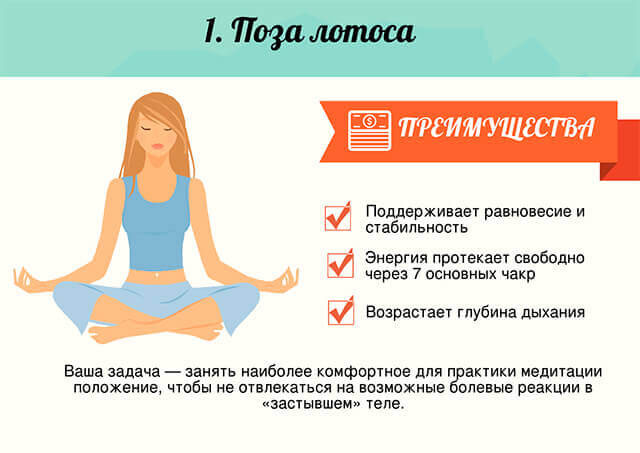 1. Поза лотоса
ПРЕИМУЩЕСТВА
Поддерживает равновесие и
стабильность
Энергия протекает свободно
через 7 основных чакр
Возрастает глубина дыхания
Ваша задача — занять наиболее комфортное для практики медитации
положение, чтобы не отвлекаться на возможные болевые реакции в
«застывшем» теле.